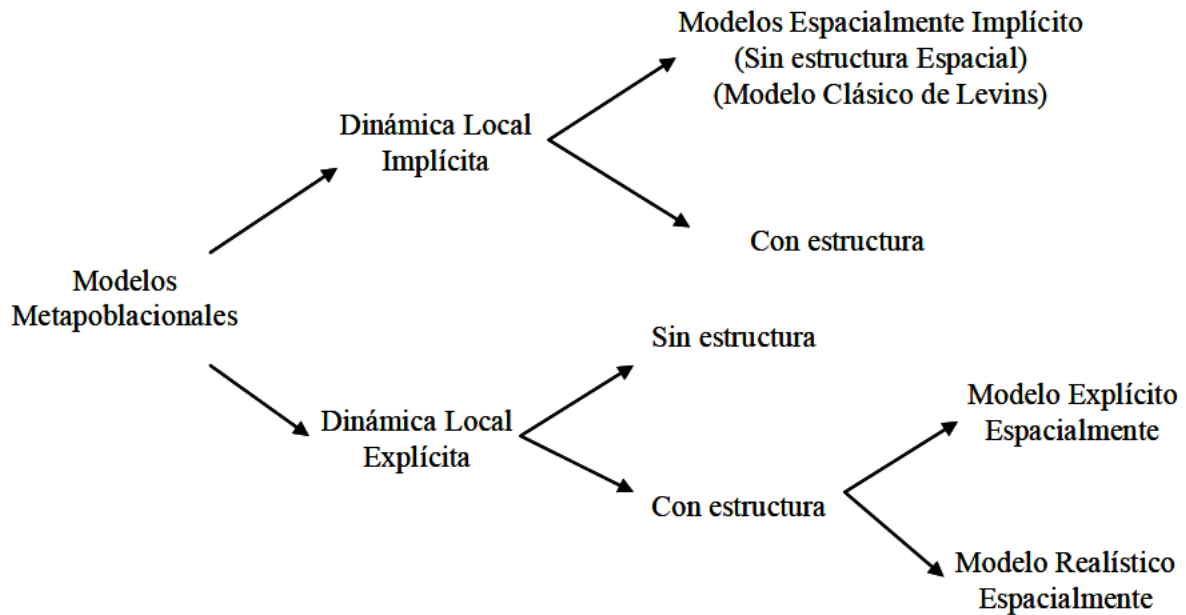 Modelos Espacialmente Implícito
(Sin estructura Espacial)
(Modelo Clásico de Levins)
Dinámica Local
Implícita
Con estructura
Modelos
Metapoblacionales
Sin estructura
Dinámica Local
Explícita
Modelo Explícito
Espacialmente
Con estructura
Modelo Realístico
Espacialmente